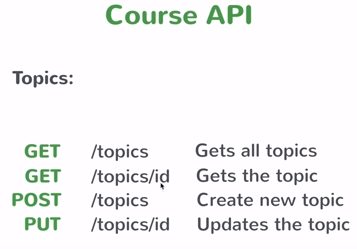 Course API
Topics:
GET /topics Gets all topics
GET /topics/id Gets the topic
POST /topics Create new topic
PUT /topics/id Updates the topic